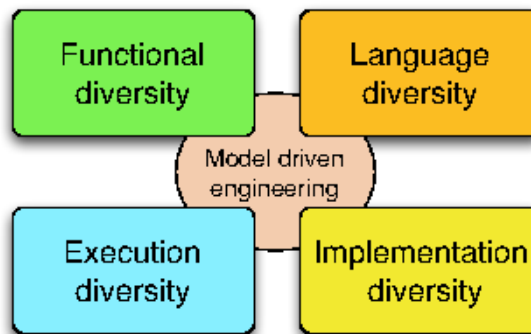 Functional
diversity
Language
diversity
Model driven
engineering
Execution
diversity
Implementation
diversity